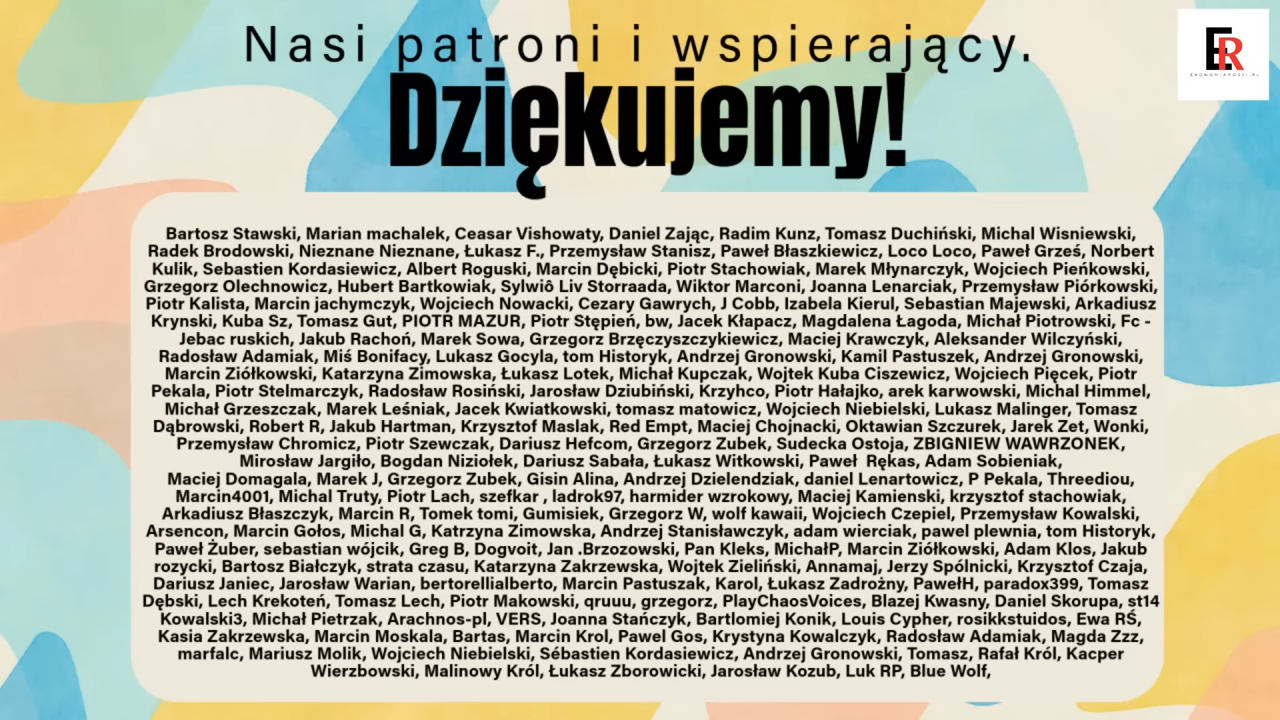 Nasi patroni i wspierający.
Dziękujemy!
ER
EKONOMIAROSJI.PL
Bartosz Stawski, Marian machalek, Ceasar Vishowaty, Daniel Zając, Radim Kunz, Tomasz Duchiński, Michal Wisniewski,
Radek Brodowski, Nieznane Nieznane, Łukasz F., Przemysław Stanisz, Paweł Błaszkiewicz, Loco Loco, Paweł Grześ, Norbert
Kulik, Sebastien Kordasiewicz, Albert Roguski, Marcin Dębicki, Piotr Stachowiak, Marek Młynarczyk, Wojciech Pieńkowski,
Grzegorz Olechnowicz, Hubert Bartkowiak, Sylwiô Liv Storraada, Wiktor Marconi, Joanna Lenarciak, Przemysław Piórkowski,
Piotr Kalista, Marcin jachymczyk, Wojciech Nowacki, Cezary Gawrych, J Cobb, Izabela Kierul, Sebastian Majewski, Arkadiusz
Krynski, Kuba Sz, Tomasz Gut, PIOTR MAZUR, Piotr Stępień, bw, Jacek Kłapacz, Magdalena Łagoda, Michał Piotrowski, Fc -
Jebac ruskich, Jakub Rachoń, Marek Sowa, Grzegorz Brzęczyszczykiewicz, Maciej Krawczyk, Aleksander Wilczyński,
Radosław Adamiak, Miś Bonifacy, Lukasz Gocyla, tom Historyk, Andrzej Gronowski, Kamil Pastuszek, Andrzej Gronowski,
Marcin Ziółkowski, Katarzyna Zimowska, Łukasz Lotek, Michał Kupczak, Wojtek Kuba Ciszewicz, Wojciech Pięcek, Piotr
Pekala, Piotr Stelmarczyk, Radosław Rosiński, Jarosław Dziubiński, Krzyhco, Piotr Hałajko, arek karwowski, Michal Himmel,
Michał Grzeszczak, Marek Leśniak, Jacek Kwiatkowski, tomasz matowicz, Wojciech Niebielski, Lukasz Malinger, Tomasz
Dąbrowski, Robert R, Jakub Hartman, Krzysztof Maslak, Red Empt, Maciej Chojnacki, Oktawian Szczurek, Jarek Zet, Wonki,
Przemysław Chromicz, Piotr Szewczak, Dariusz Hefcom, Grzegorz Zubek, Sudecka Ostoja, ZBIGNIEW WAWRZONEK,
Mirosław Jargiło, Bogdan Niziołek, Dariusz Sabała, Łukasz Witkowski, Paweł  Rękas, Adam Sobieniak,
Maciej Domagala, Marek J, Grzegorz Zubek, Gisin Alina, Andrzej Dzielendziak, daniel Lenartowicz, P Pekala, Threediou,
Marcin4001, Michal Truty, Piotr Lach, szefkar , ladrok97, harmider wzrokowy, Maciej Kamienski, krzysztof stachowiak,
Arkadiusz Błaszczyk, Marcin R, Tomek tomi, Gumisiek, Grzegorz W, wolf kawaii, Wojciech Czepiel, Przemysław Kowalski,
Arsencon, Marcin Gołos, Michal G, Katrzyna Zimowska, Andrzej Stanisławczyk, adam wierciak, pawel plewnia, tom Historyk,
Paweł Żuber, sebastian wójcik, Greg B, Dogvoit, Jan .Brzozowski, Pan Kleks, MichałP, Marcin Ziółkowski, Adam Klos, Jakub
rozycki, Bartosz Białczyk, strata czasu, Katarzyna Zakrzewska, Wojtek Zieliński, Annamaj, Jerzy Spólnicki, Krzysztof Czaja,
Dariusz Janiec, Jarosław Warian, bertorellialberto, Marcin Pastuszak, Karol, Łukasz Zadrożny, PawełH, paradox399, Tomasz
Dębski, Lech Krekoteń, Tomasz Lech, Piotr Makowski, qruuu, grzegorz, PlayChaosVoices, Blazej Kwasny, Daniel Skorupa, st14
Kowalski3, Michał Pietrzak, Arachnos-pl, VERS, Joanna Stańczyk, Bartlomiej Konik, Louis Cypher, rosikkstuidos, Ewa RŚ,
Kasia Zakrzewska, Marcin Moskala, Bartas, Marcin Krol, Pawel Gos, Krystyna Kowalczyk, Radosław Adamiak, Magda Zzz,
marfalc, Mariusz Molik, Wojciech Niebielski, Sébastien Kordasiewicz, Andrzej Gronowski, Tomasz, Rafał Król, Kacper
Wierzbowski, Malinowy Król, Łukasz Zborowicki, Jarosław Kozub, Luk RP, Blue Wolf,